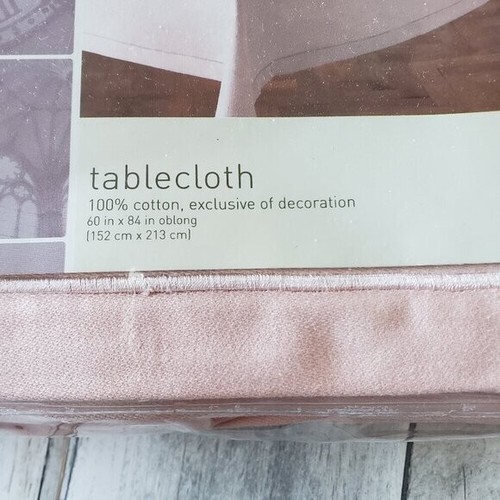 tablecloth
100% cotton, exclusive of decoration
60 in x 84 in oblong
(152 cm x 213 cm)